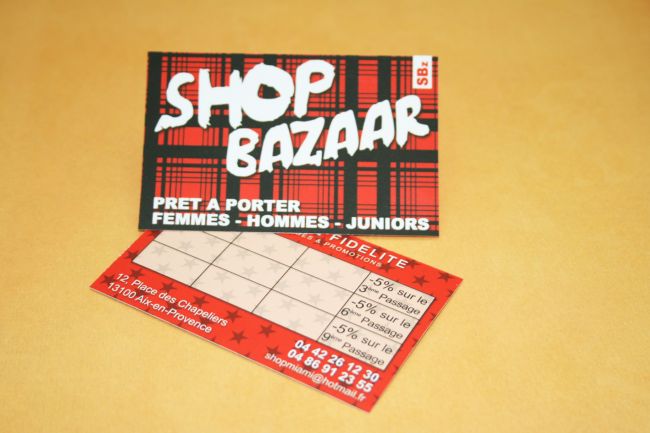 SHOP
BAZAAR
SBz
PRET A PORTER
FEMMES - HOMMES - JUNIORS
FIDELITE
& PROMOTIONS
-5% sur le
3ème Passage
-5% sur le
6ème Passage
-5% sur le
9ème Passage
12, Place des Chapeliers
13100 Aix-en-Provence
04 42 26 12 30
04 86 91 23 55
shopmiami@hotmail.fr